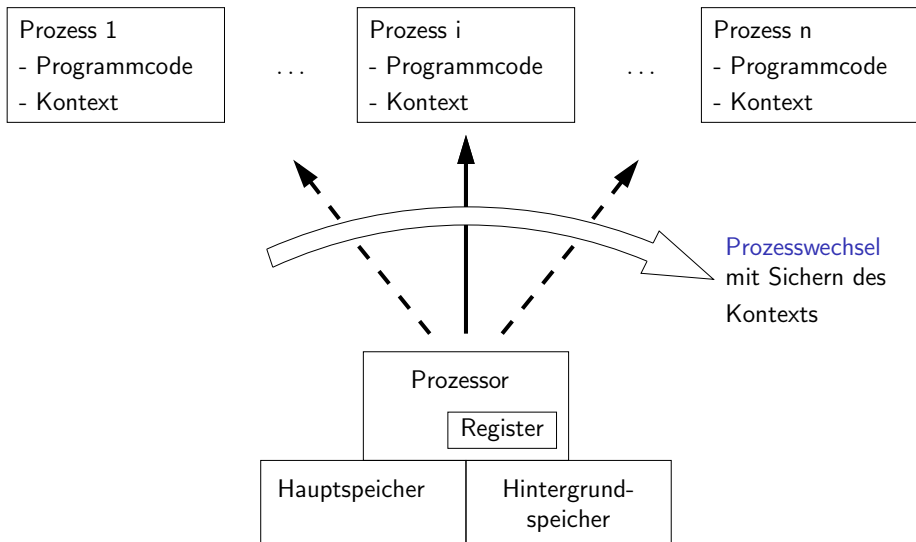 Prozess 1
- Programmcode
- Kontext
. . .
Prozess i
- Programmcode
- Kontext
. . .
Prozess n
- Programmcode
- Kontext
Prozesswechsel
mit Sichern des
Kontexts
Prozessor
Register
Hauptspeicher
Hintergrund-
speicher